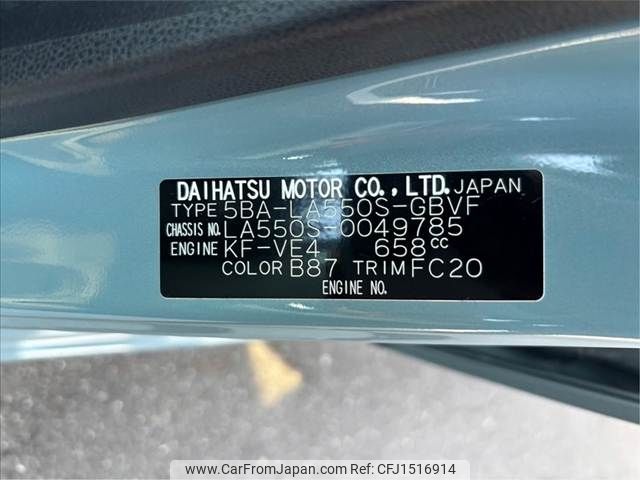 DAIHATSU MOTOR CO.,LTD. JAPAN
TYPE 5BA-LA550S-GBVF
CHASSIS NO. LA550S-0049785
ENGINE KF-VE4 658cc
COLOR B87 TRIM FC20
ENGINE NO.
www.CarFromJapan.com | CFJ1516914